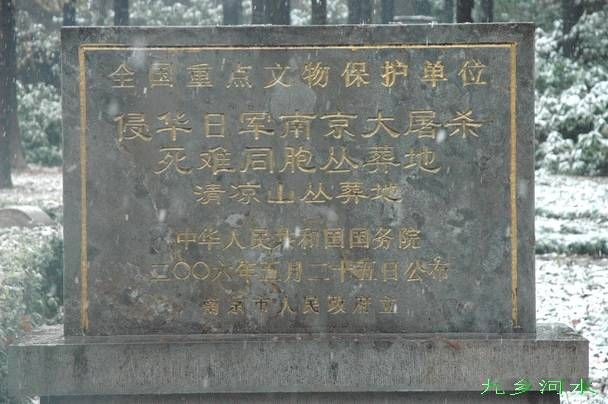 全国重点文物保护单位
侵华日军南京大屠杀
死难同胞丛葬地
清凉山丛葬地
中华人民共和国国务院
二〇〇六年五月二十五日公布
南京市人民政府立
九乡河水